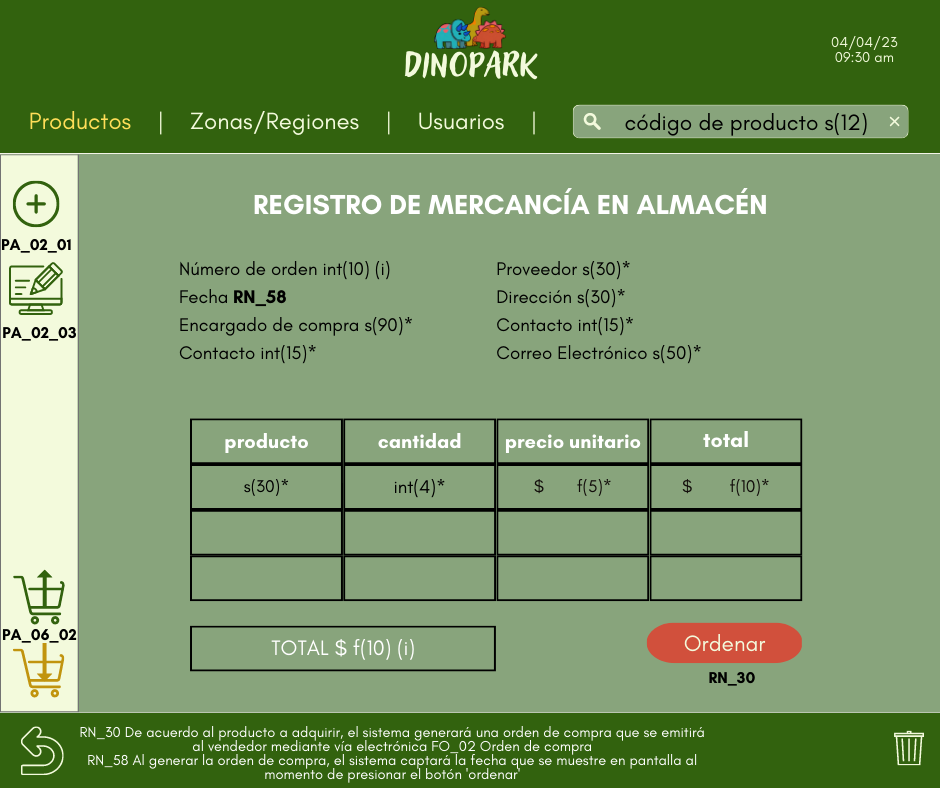 DINOPARK
04/04/23
09:30 am
Productos | Zonas/Regiones | Usuarios |
código de producto s(12) ×
PA_02_01
PA_02_03
PA_06_02
REGISTRO DE MERCANCÍA EN ALMACÉN
Número de orden int(10) (i)
Fecha RN_58
Encargado de compra s(90)*
Contacto int(15)*
Proveedor s(30)*
Dirección s(30)*
Contacto int(15)*
Correo Electrónico s(50)*
producto cantidad precio unitario total
s(30)* int(4)* $ f(5)* $ f(10)*
TOTAL $ f(10) (i)
Ordenar
RN_30
RN_30 De acuerdo al producto a adquirir, el sistema generará una orden de compra que se emitirá
al vendedor mediante vía electrónica FO_02 Orden de compra
RN_58 Al generar la orden de compra, el sistema captará la fecha que se muestre en pantalla al
momento de presionar el botón 'ordenar'